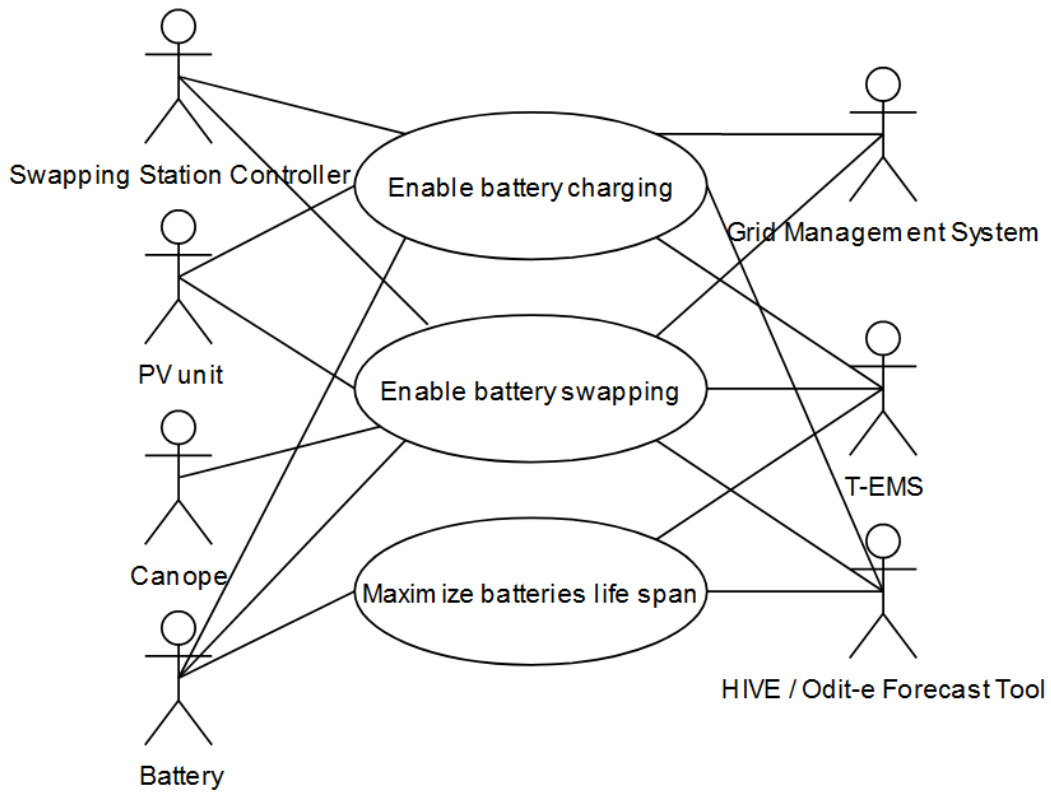 Swapping Station Controller
Enable battery charging
Grid Management System
PV unit
Enable battery swapping
T-EMS
Canope
Maximize batteries life span
HIVE / Odit-e Forecast Tool
Battery